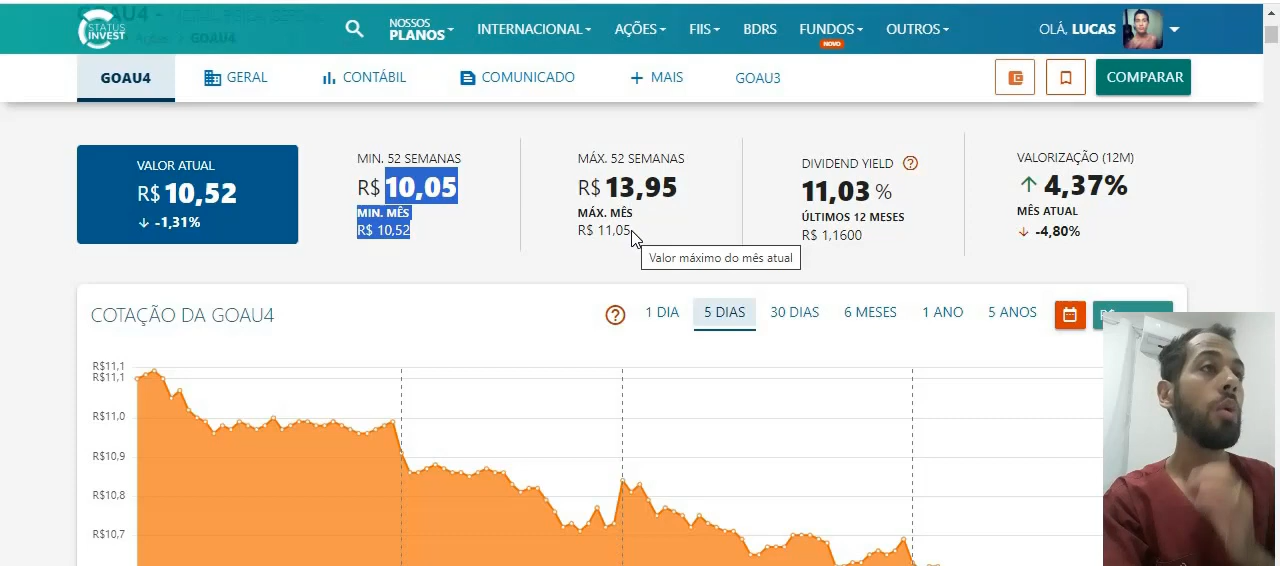 GOAU4 -
GOAU4
STATUS
INVEST
NOSSOS
PLANOS
INTERNACIONAL
AÇÕES
FIIS
BDRS
FUNDOS
NOVO
OUTROS
OLÁ, LUCAS
GOAU4
GERAL
CONTÁBIL
COMUNICADO
+ MAIS
GOAU3
COMPARAR
VALOR ATUAL
R$ 10,52
-1,31%
MIN. 52 SEMANAS
R$ 10,05
MIN. MÊS
R$ 10,52
MÁX. 52 SEMANAS
R$ 13,95
MÁX. MÊS
R$ 11,05
Valor máximo do mês atual
DIVIDEND YIELD ?
11,03 %
ÚLTIMOS 12 MESES
R$ 1,1600
VALORIZAÇÃO (12M)
4,37%
MÊS ATUAL
-4,80%
COTAÇÃO DA GOAU4
?
1 DIA
5 DIAS
30 DIAS
6 MESES
1 ANO
5 ANOS
R$11,1
R$11,1
R$11,0
R$10,9
R$10,8
R$10,7